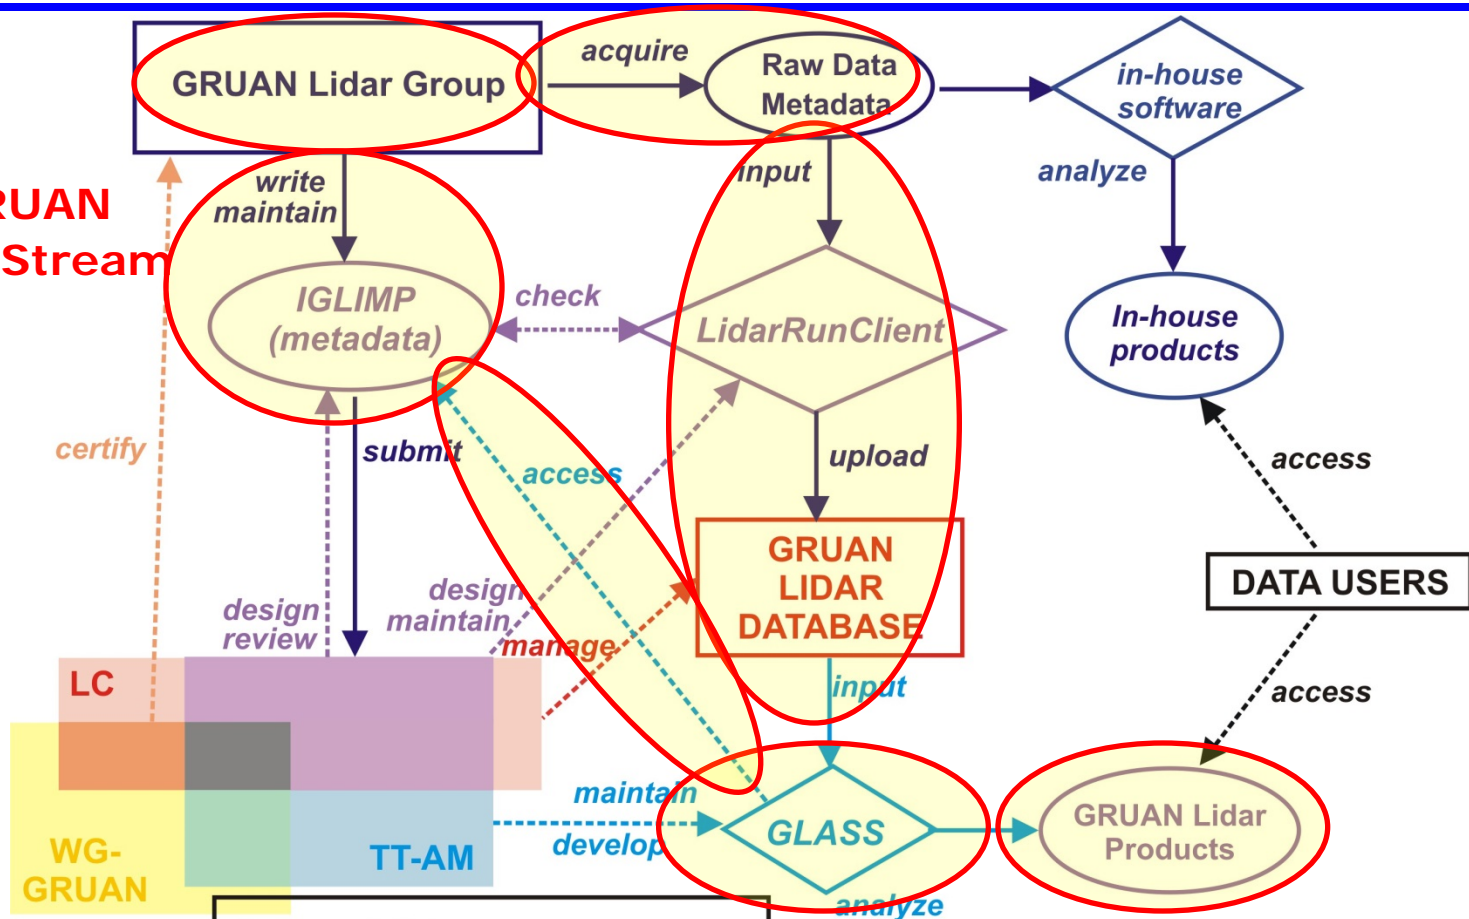 GRUAN Lidar Group
acquire
Raw Data
Metadata
in-house
software
write
maintain
input
analyze
RUAN
Stream
IGLIMP
(metadata)
check
LidarRunClient
In-house
products
certify
submit
access
upload
access
GRUAN
LIDAR
DATABASE
DATA USERS
design
review
design
maintain
manage
LC
input
access
maintain
develop
GLASS
GRUAN Lidar
Products
WG-
GRUAN
TT-AM
analyze